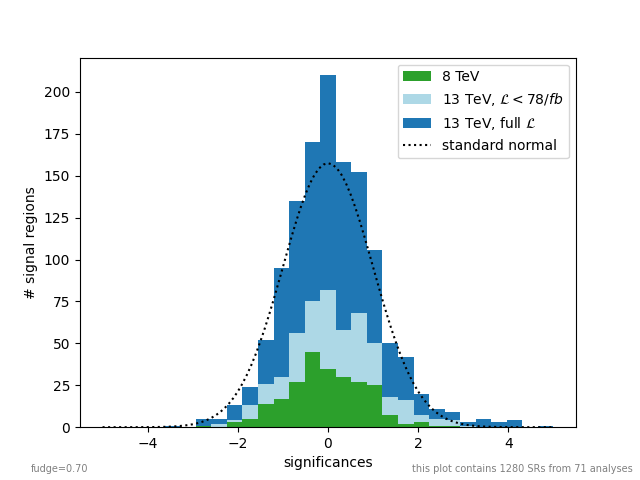 8 TeV
13 TeV, ℒ < 78/fb
13 TeV, full ℒ
standard normal
200
175
150
125
100
75
50
25
0
# signal regions
−4
−2
0
2
4
significances
fudge=0.70
this plot contains 1280 SRs from 71 analyses